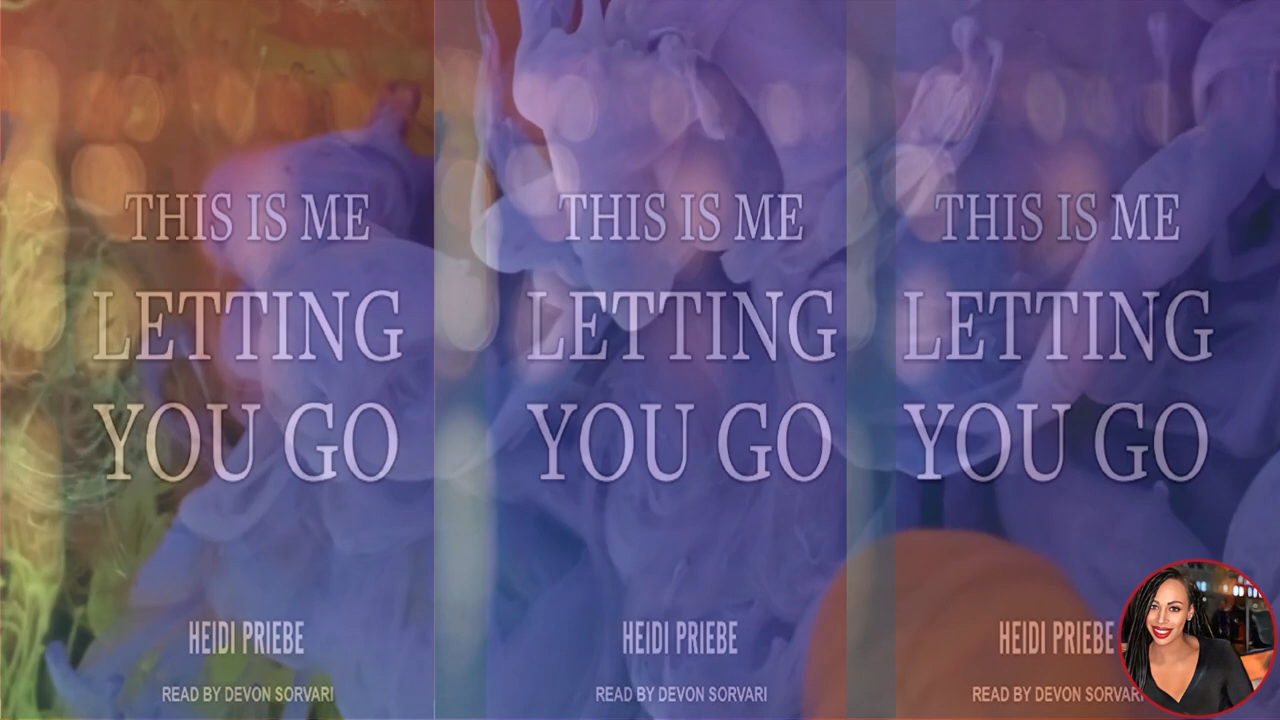 THIS IS ME
LETTING
YOU GO
HEIDI PRIEBE
READ BY DEVON SORVARI
THIS IS ME
LETTING
YOU GO
HEIDI PRIEBE
READ BY DEVON SORVARI
THIS IS ME
LETTING
YOU GO
HEIDI PRIEBE
READ BY DEVON SORVARI